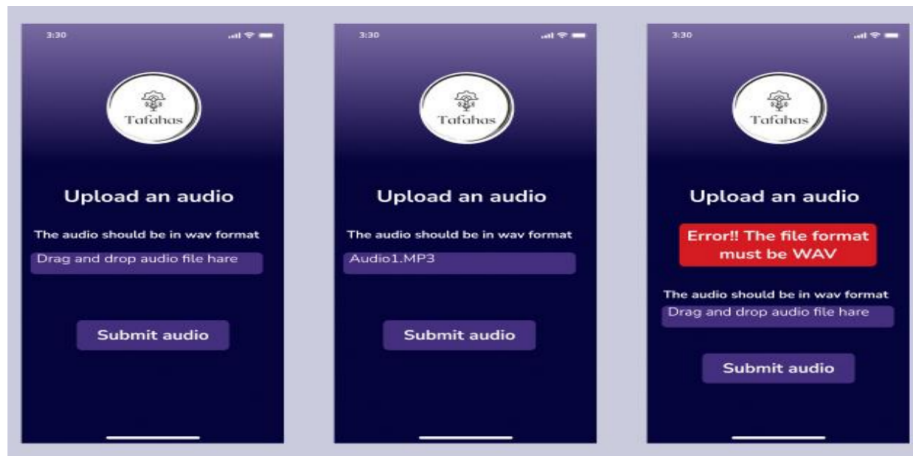 3:30
Tafahas
Upload an audio
The audio should be in wav format
Drag and drop audio file hare
Submit audio
3:30
Tafahas
Upload an audio
The audio should be in wav format
Audio1.MP3
Submit audio
3:30
Tafahas
Upload an audio
Error!! The file format
must be WAV
The audio should be in wav format
Drag and drop audio file hare
Submit audio